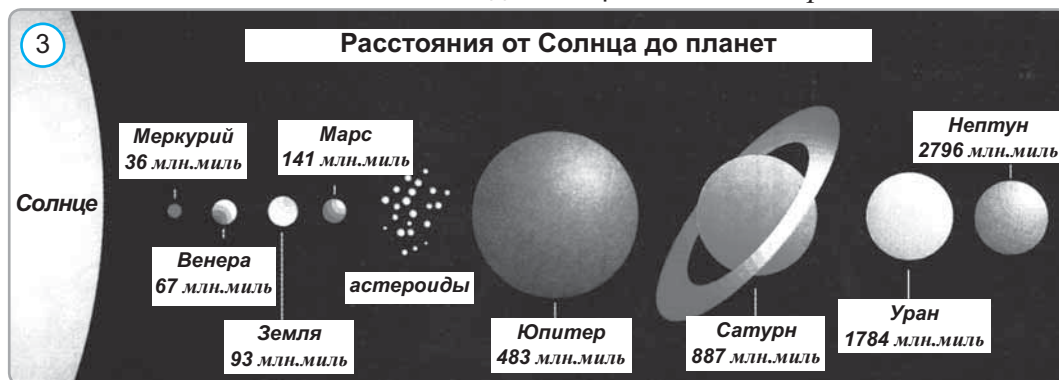 3
Расстояния от Солнца до планет
Солнце
Меркурий
36 млн.миль
Венера
67 млн.миль
Земля
93 млн.миль
Марс
141 млн.миль
астероиды
Юпитер
483 млн.миль
Сатурн
887 млн.миль
Уран
1784 млн.миль
Нептун
2796 млн.миль